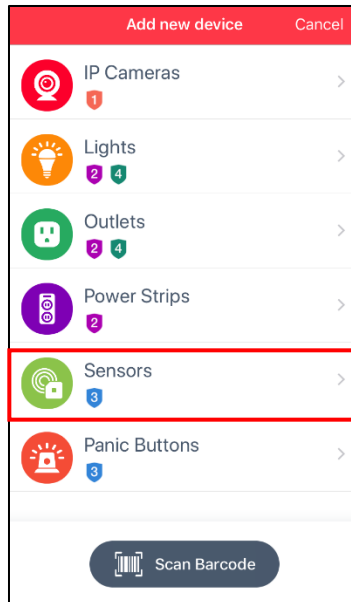 Add new device Cancel
IP Cameras
1
Lights
2 4
Outlets
2 4
Power Strips
2
Sensors
3
Panic Buttons
3
Scan Barcode